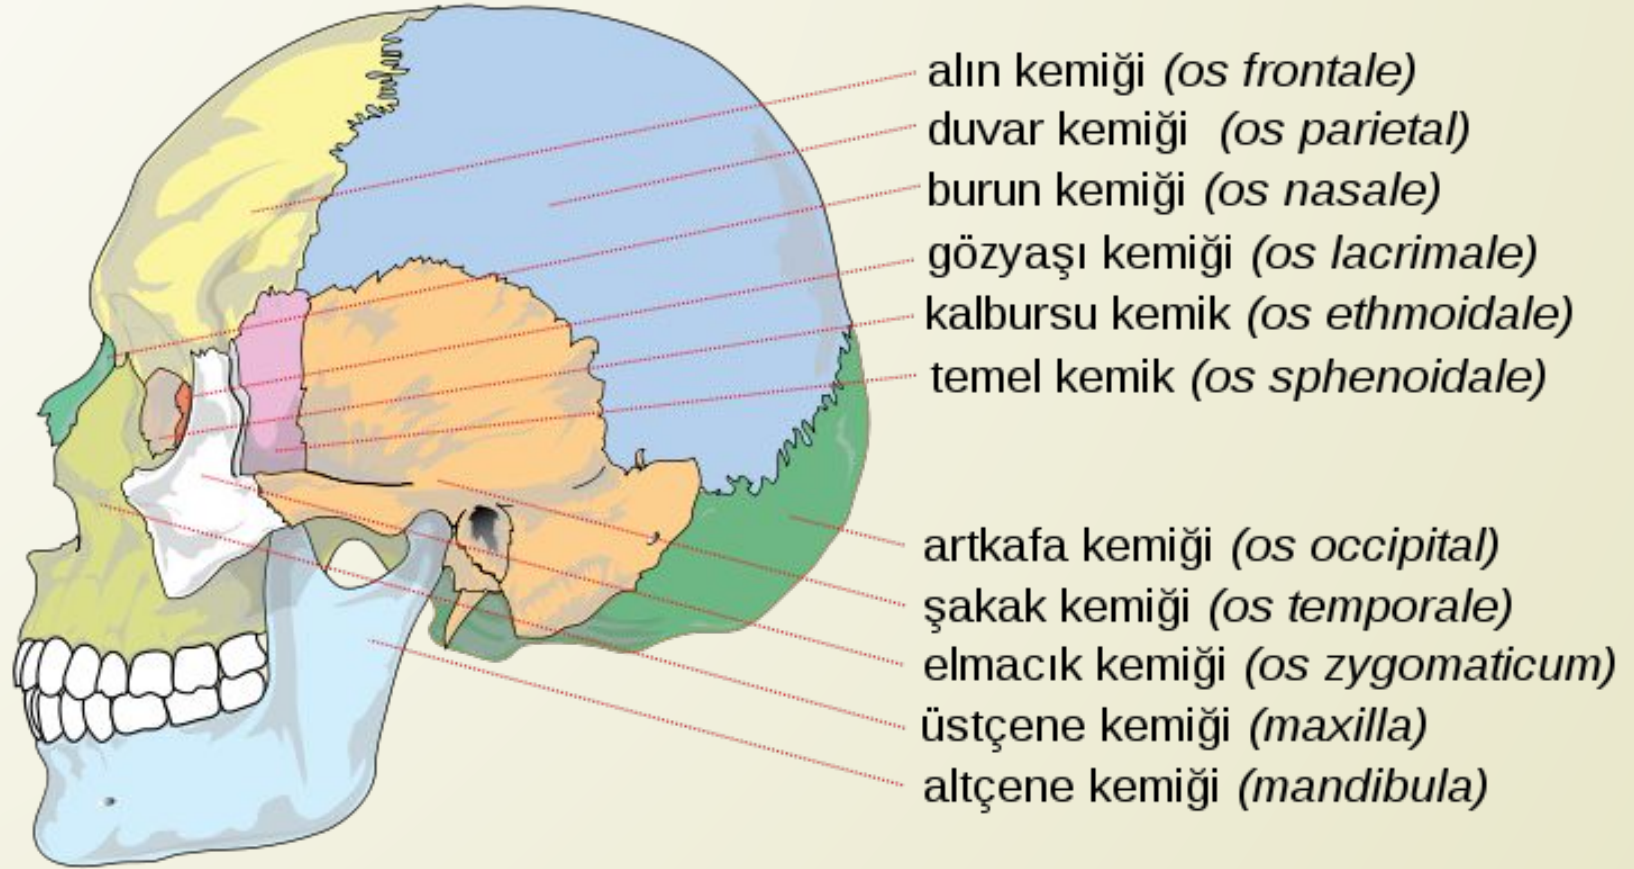 alın kemiği (os frontale)
duvar kemiği (os parietal)
burun kemiği (os nasale)
gözyaşı kemiği (os lacrimale)
kalbursu kemik (os ethmoidale)
temel kemik (os sphenoidale)
artkafa kemiği (os occipital)
şakak kemiği (os temporale)
elmacık kemiği (os zygomaticum)
üstçene kemiği (maxilla)
altçene kemiği (mandibula)